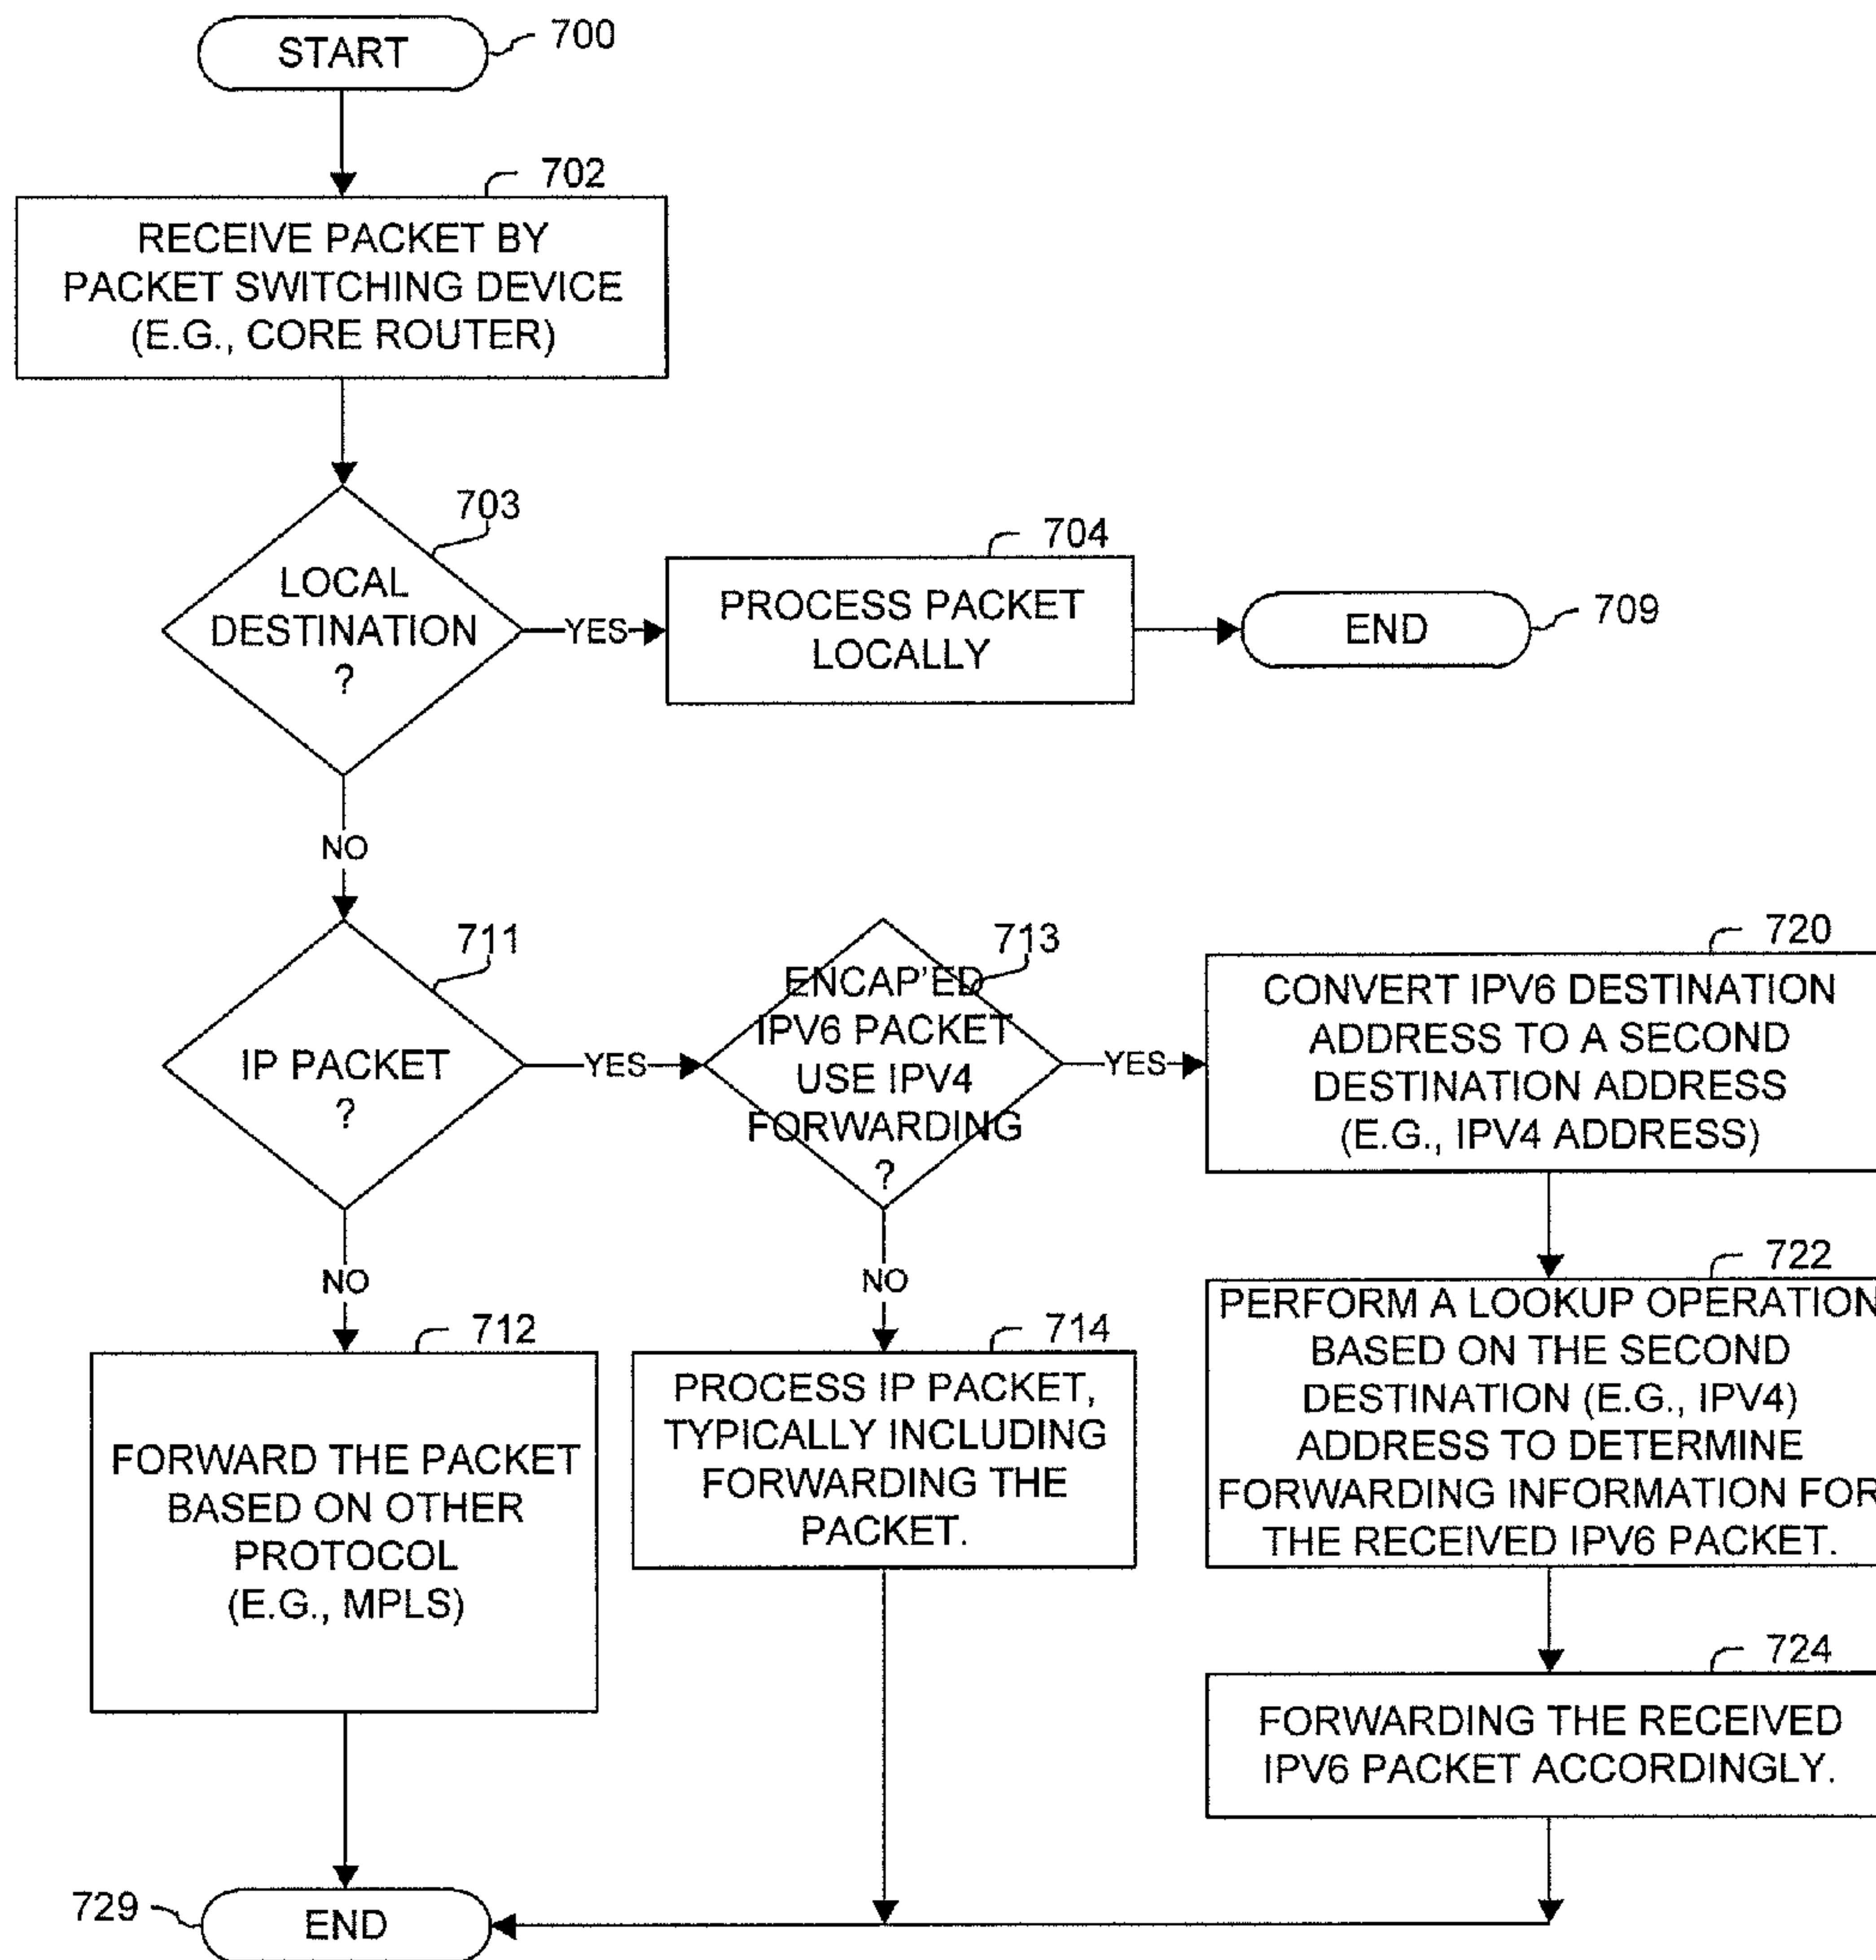 START
700
702
RECEIVE PACKET BY
PACKET SWITCHING DEVICE
(E.G., CORE ROUTER)
703
LOCAL
DESTINATION
?
YES
704
PROCESS PACKET
LOCALLY
END
709
NO
711
IP PACKET
?
YES
713
ENCAP'ED
IPV6 PACKET
USE IPV4
FORWARDING
?
YES
720
CONVERT IPV6 DESTINATION
ADDRESS TO A SECOND
DESTINATION ADDRESS
(E.G., IPV4 ADDRESS)
NO
712
FORWARD THE PACKET
BASED ON OTHER
PROTOCOL
(E.G., MPLS)
NO
714
PROCESS IP PACKET,
TYPICALLY INCLUDING
FORWARDING THE
PACKET.
722
PERFORM A LOOKUP OPERATION
BASED ON THE SECOND
DESTINATION (E.G., IPV4)
ADDRESS TO DETERMINE
FORWARDING INFORMATION FOR
THE RECEIVED IPV6 PACKET.
724
FORWARDING THE RECEIVED
IPV6 PACKET ACCORDINGLY.
729
END